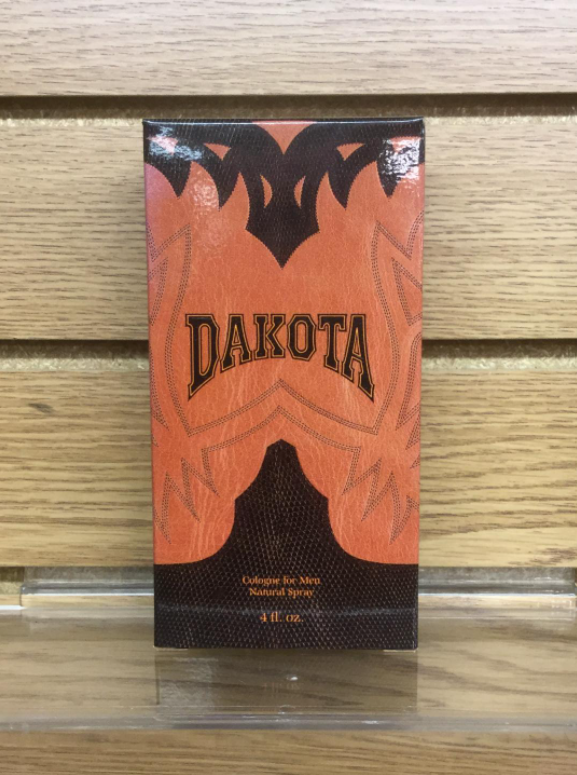 DAKOTA
Cologne for Men
Natural Spray
4 fl. oz.